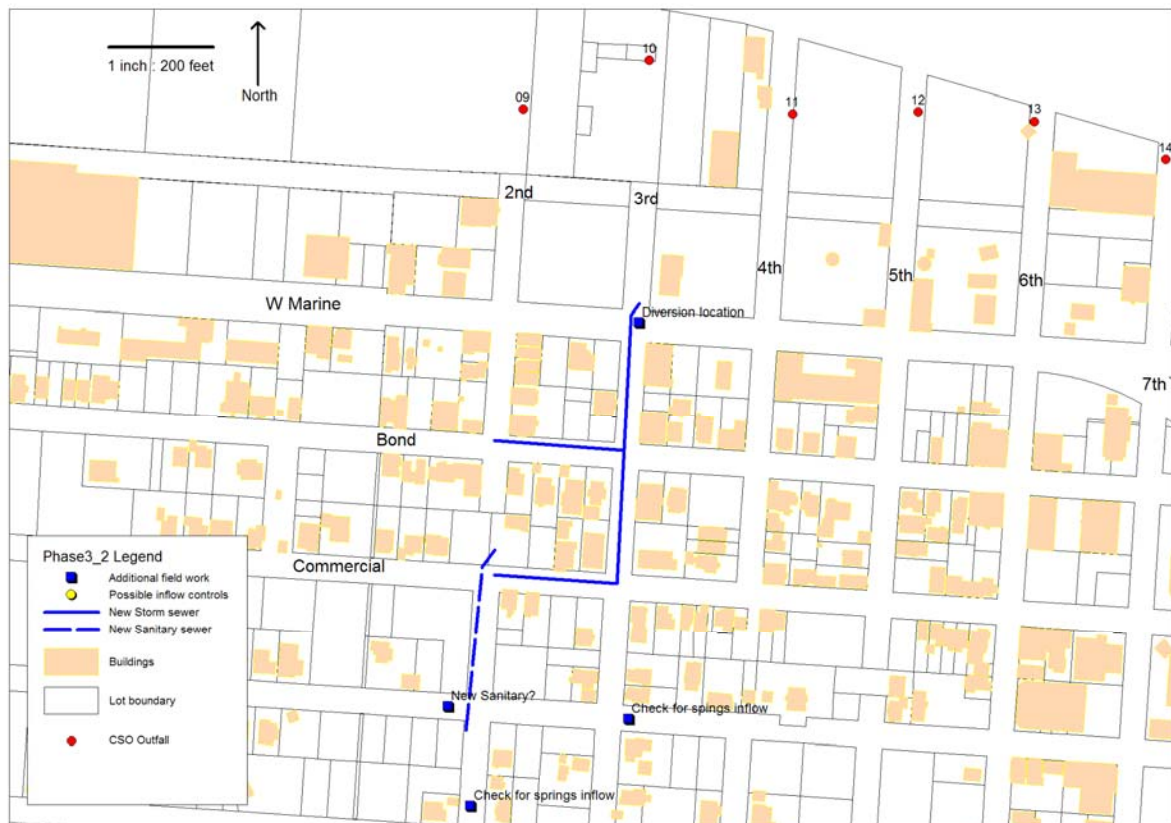 10
09
11
12
13
14
1 inch : 200 feet
North
2nd
3rd
4th
5th
6th
7th
W Marine
Diversion location
Bond
Commercial
Phase3_2 Legend
Additional field work
Possible inflow controls
New Storm sewer
New Sanitary sewer
Buildings
Lot boundary
CSO Outfall
New Sanitary?
Check for spings inflow
Check for springs inflow